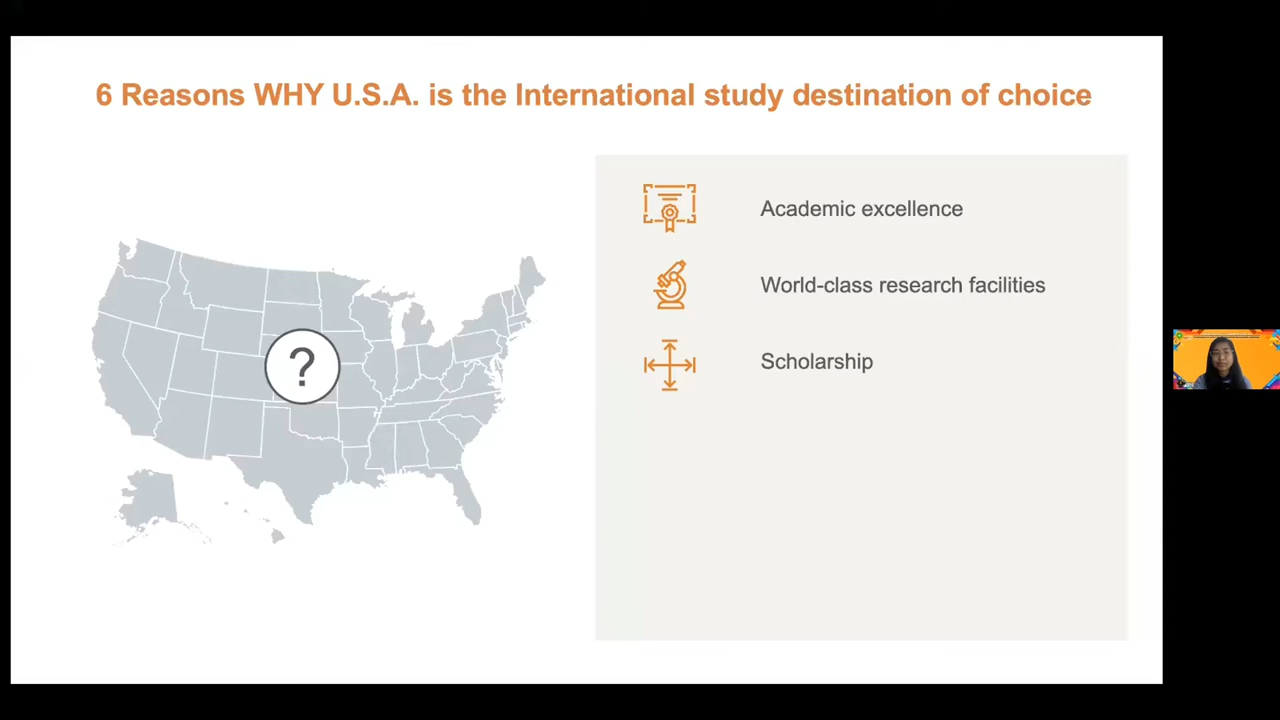 6 Reasons WHY U.S.A. is the International study destination of choice
Academic excellence
World-class research facilities
Scholarship
?